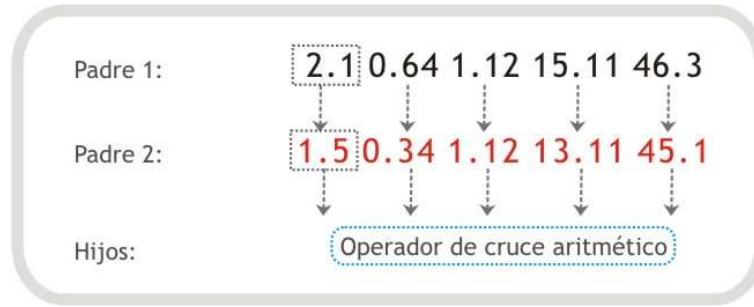 Padre 1: 2.1 0.64 1.12 15.11 46.3
Padre 2: 1.5 0.34 1.12 13.11 45.1
Hijos: Operador de cruce aritmético